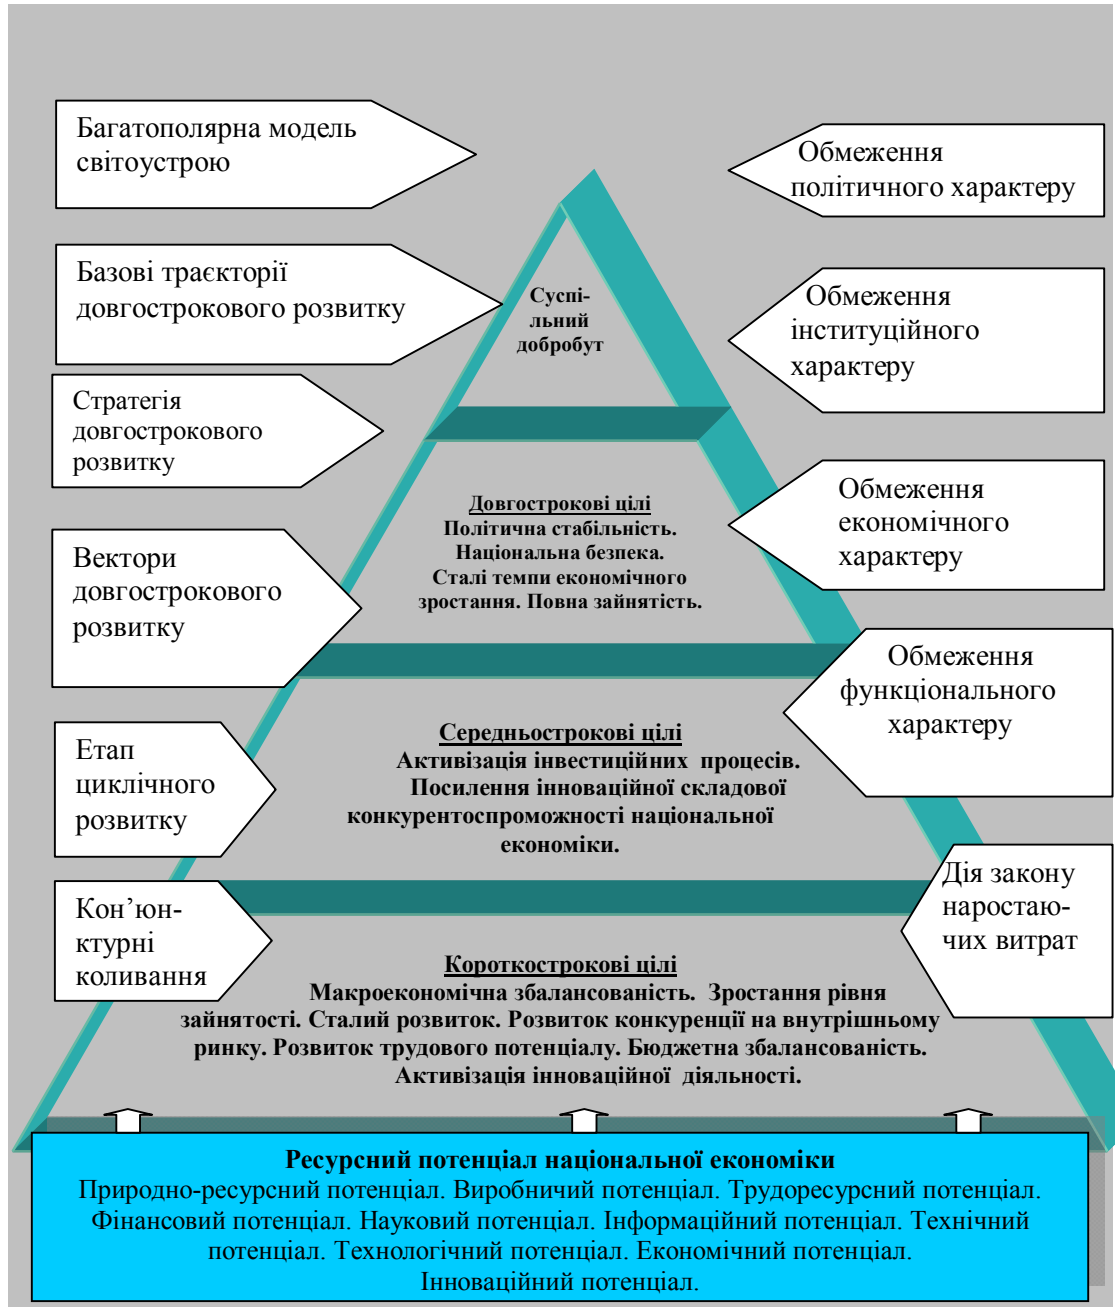 Багатополярна модель
світоустрою
Обмеження
політичного характеру
Базові траєкторії
довгострокового розвитку
Суспі-
льний
добробут
Обмеження
інституційного
характеру
Стратегія
довгострокового
розвитку
Довгострокові цілі
Політична стабільність.
Національна безпека.
Сталі темпи економічного
зростання. Повна зайнятість.
Обмеження
економічного
характеру
Вектори
довгострокового
розвитку
Обмеження
функціонального
характеру
Середньострокові цілі
Активізація інвестиційних процесів.
Посилення інноваційної складової
конкурентоспроможності національної
економіки.
Етап
циклічного
розвитку
Дія закону
наростаю-
чих витрат
Кон’юн-
ктурні
коливання
Короткострокові цілі
Макроекономічна збалансованість. Зростання рівня
зайнятості. Сталий розвиток. Розвиток конкуренції на внутрішньому
ринку. Розвиток трудового потенціалу. Бюджетна збалансованість.
Активізація інноваційної діяльності.
Ресурсний потенціал національної економіки
Природно-ресурсний потенціал. Виробничий потенціал. Трудоресурсний потенціал.
Фінансовий потенціал. Науковий потенціал. Інформаційний потенціал. Технічний
потенціал. Технологічний потенціал. Економічний потенціал.
Інноваційний потенціал.